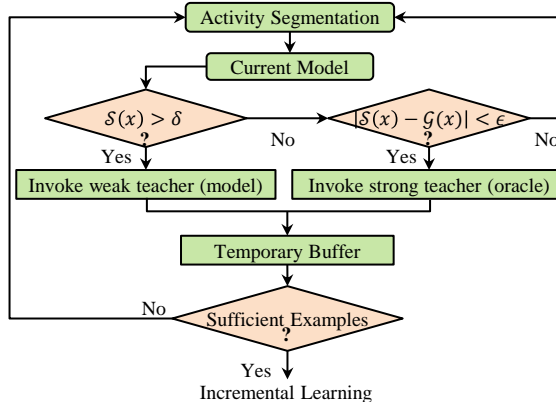 Activity Segmentation
Current Model
𝒮(x) > δ
?
No
|𝒮(x) − 𝒢(x)| < ϵ
?
No
Yes
Yes
Invoke weak teacher (model)
Invoke strong teacher (oracle)
Temporary Buffer
No
Sufficient Examples
?
Yes
Incremental Learning